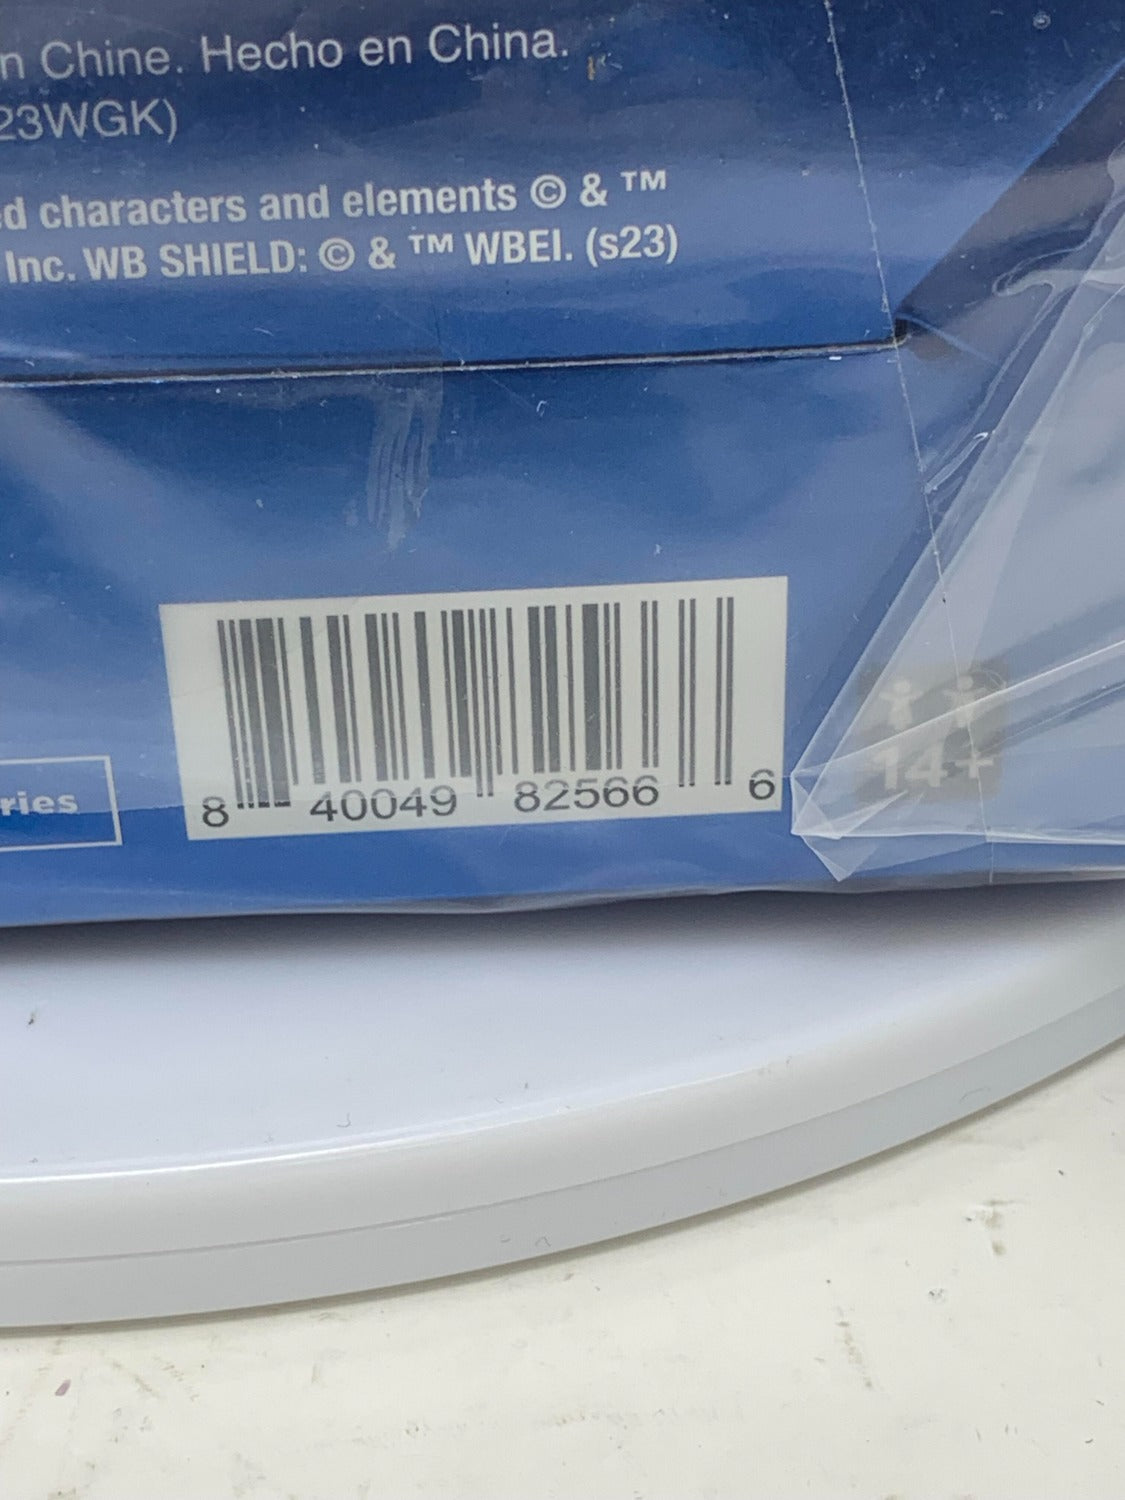 n Chine. Hecho en China.
23WGK)
d characters and elements © & ™
Inc. WB SHIELD: © & ™ WBEI. (s23)
ries
8 40049 82566 6
14+